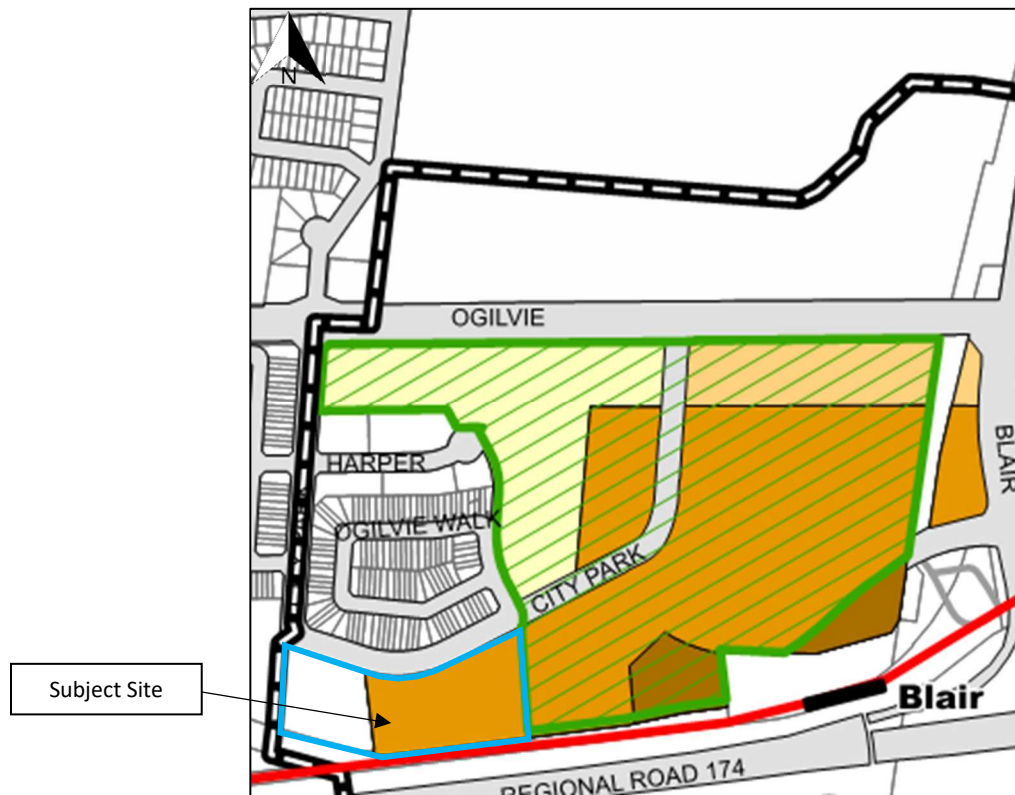 N
OGILVIE
BLAIR
HARPER
OGILVIE WALK
CITY PARK
Subject Site
Blair
REGIONAL ROAD 174